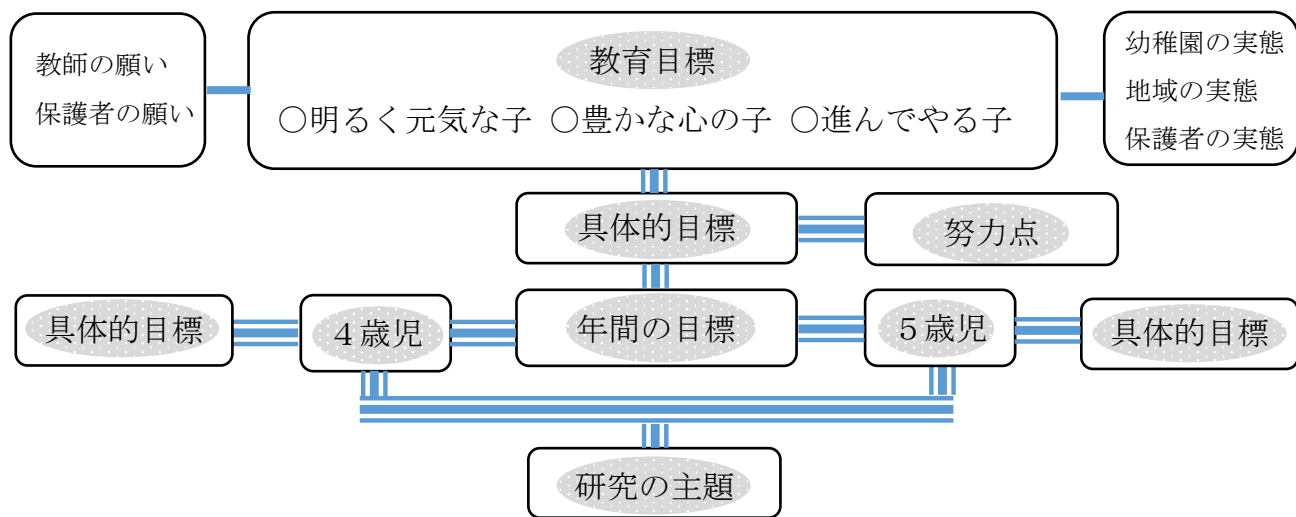 教師の願い
保護者の願い
教育目標
○明るく元気な子 ○豊かな心の子 ○進んでやる子
幼稚園の実態
地域の実態
保護者の実態
具体的目標
努力点
具体的目標
４歳児
年間の目標
５歳児
具体的目標
研究の主題